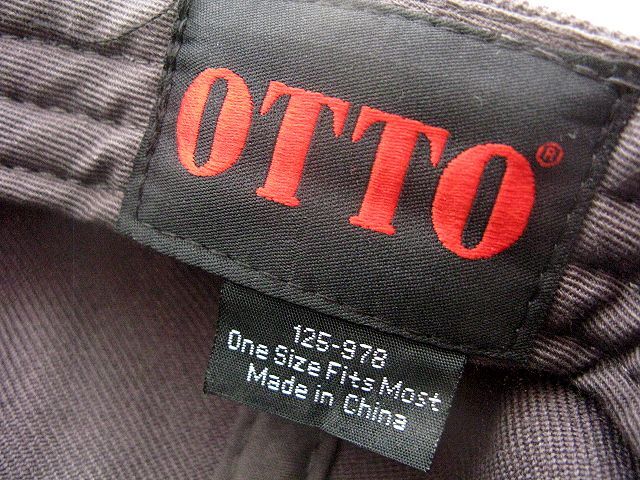 OTTO®
125-978
One Size Fits Most
Made in China